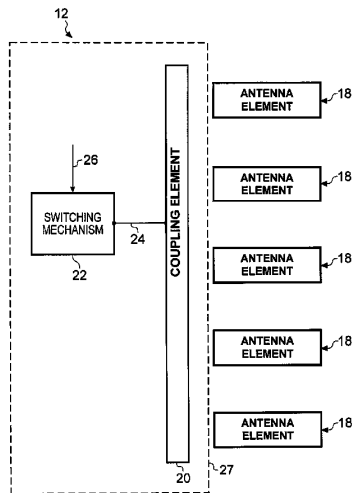 12
ANTENNA
ELEMENT
18
26
ANTENNA
ELEMENT
18
SWITCHING
MECHANISM
24
22
COUPLING ELEMENT
ANTENNA
ELEMENT
18
ANTENNA
ELEMENT
18
ANTENNA
ELEMENT
18
20
27